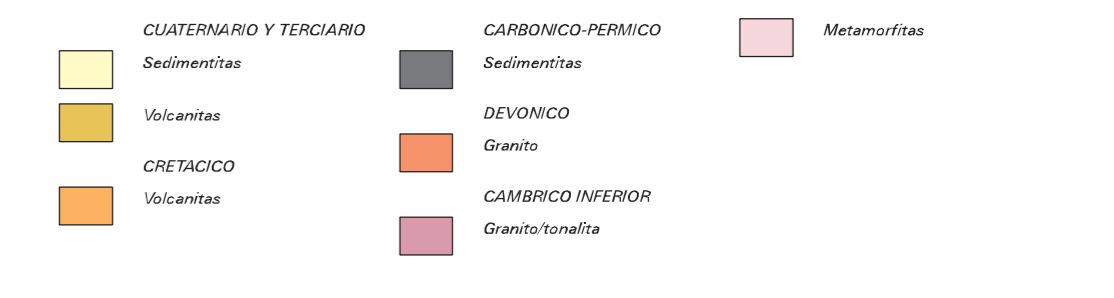 CUATERNARIO Y TERCIARIO
Sedimentitas
Volcanitas
CRETACICO
Volcanitas
CARBONICO-PERMICO
Sedimentitas
DEVONICO
Granito
CAMBRICO INFERIOR
Granito/tonalita
Metamorfitas